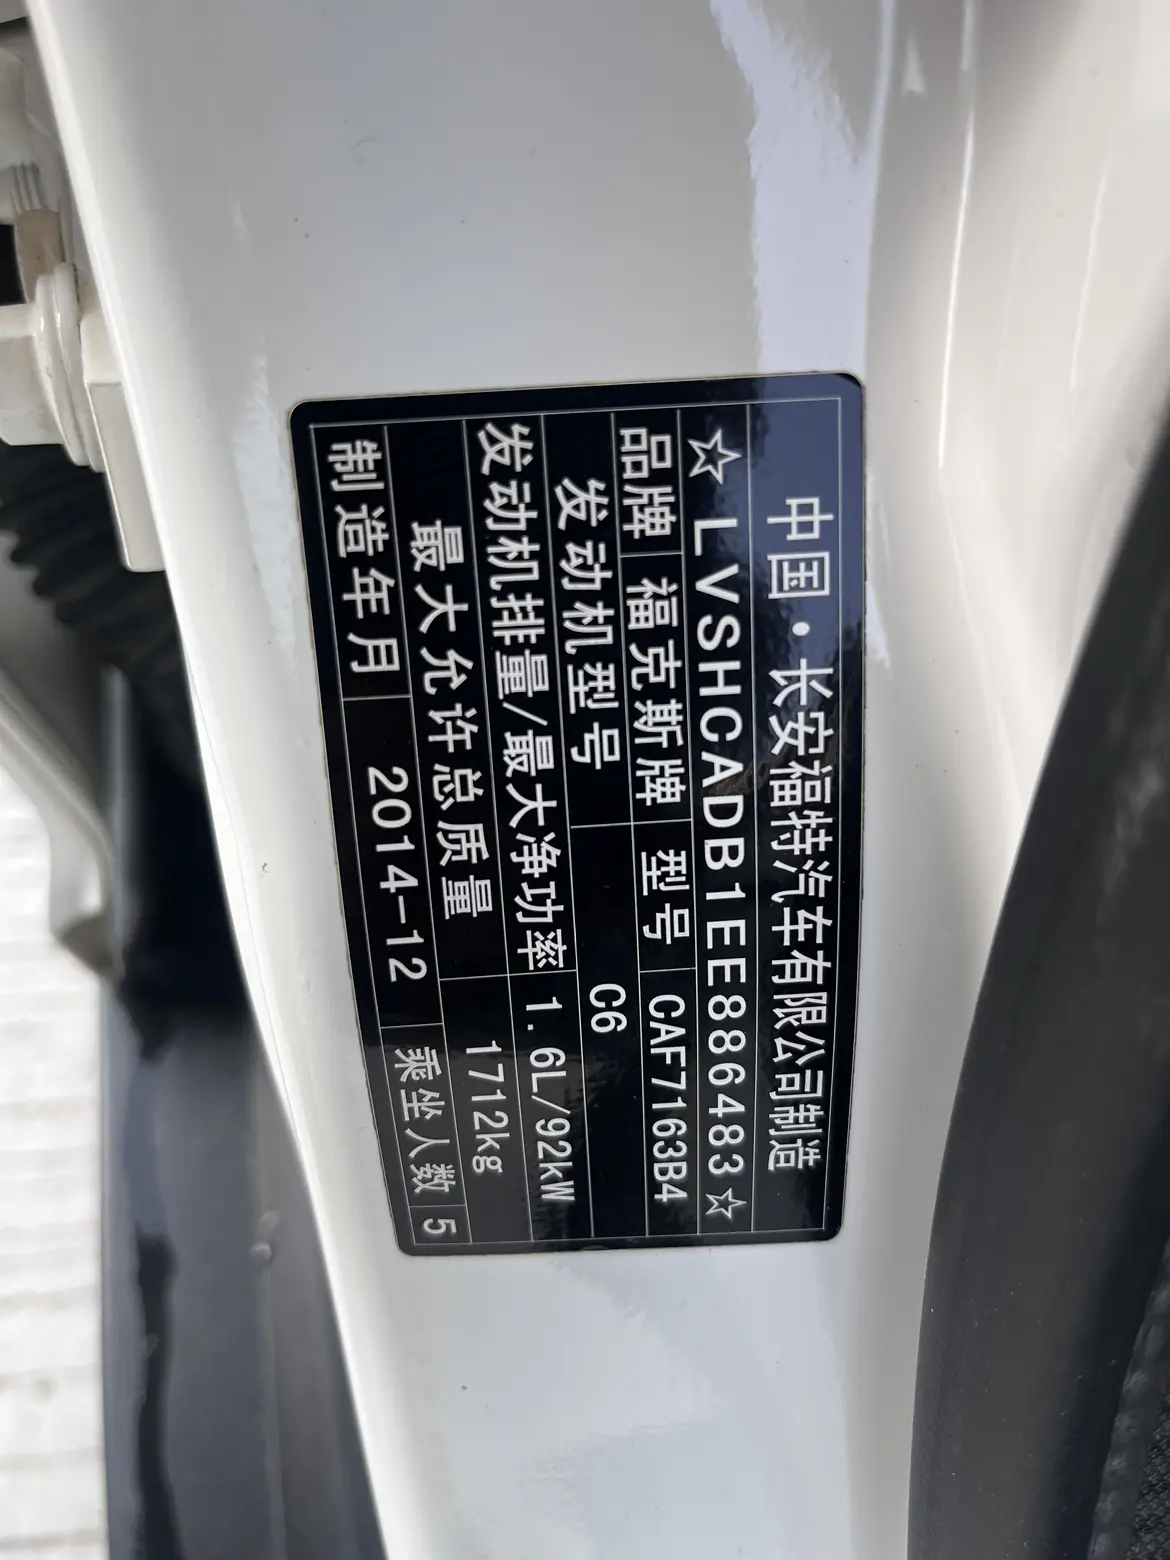 中国·长安福特汽车有限公司制造
☆ LVSHCADB1EE886483 ☆
品牌 福克斯牌 型号 CAF7163B4
发动机型号 C6
发动机排量/最大净功率 1.6L/92kW
最大允许总质量 1712kg
制造年月 2014-12 乘坐人数 5